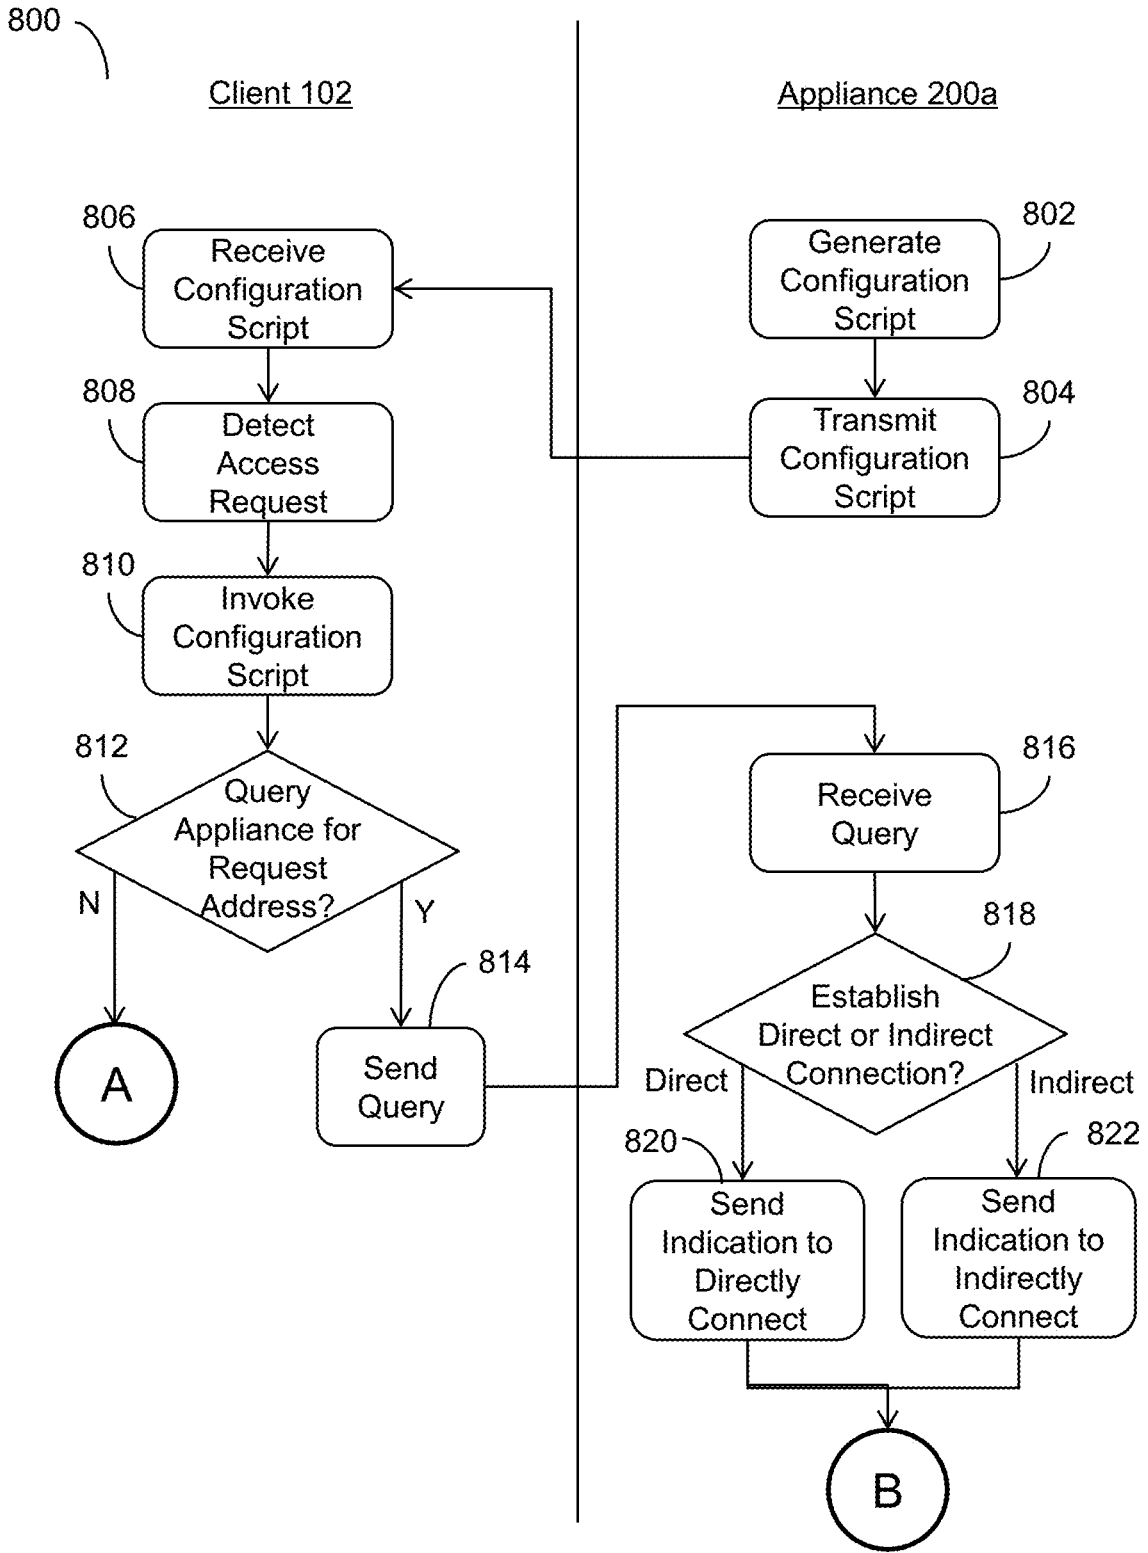 800
Client 102
Appliance 200a
806
Receive
Configuration
Script
802
Generate
Configuration
Script
808
Detect
Access
Request
804
Transmit
Configuration
Script
810
Invoke
Configuration
Script
812
Query
Appliance for
Request
Address?
N
Y
A
814
Send
Query
816
Receive
Query
818
Establish
Direct or Indirect
Connection?
Direct
Indirect
820
Send
Indication to
Directly
Connect
822
Send
Indication to
Indirectly
Connect
B